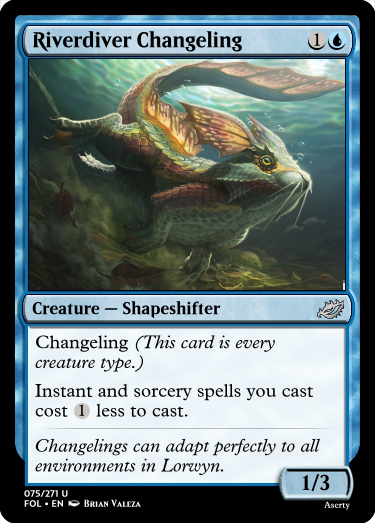 Riverdiver Changeling 1
Creature — Shapeshifter
Changeling (This card is every
creature type.)
Instant and sorcery spells you cast
cost 1 less to cast.
Changelings can adapt perfectly to all
environments in Lorwyn.
075/271 U
1/3
FOL • EN Brian Valeza
Aserty